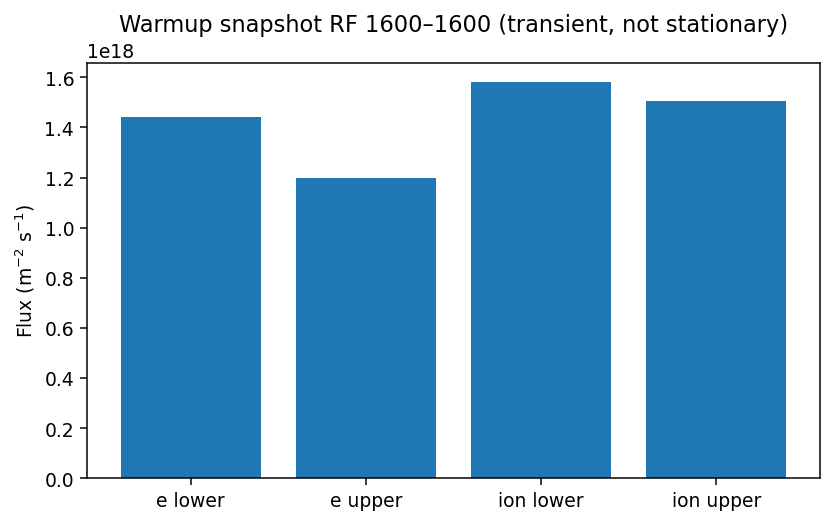 Warmup snapshot RF 1600–1600 (transient, not stationary)
1e18
1.6
1.4
1.2
1.0
0.8
0.6
0.4
0.2
0.0
Flux (m⁻² s⁻¹)
e lower
e upper
ion lower
ion upper